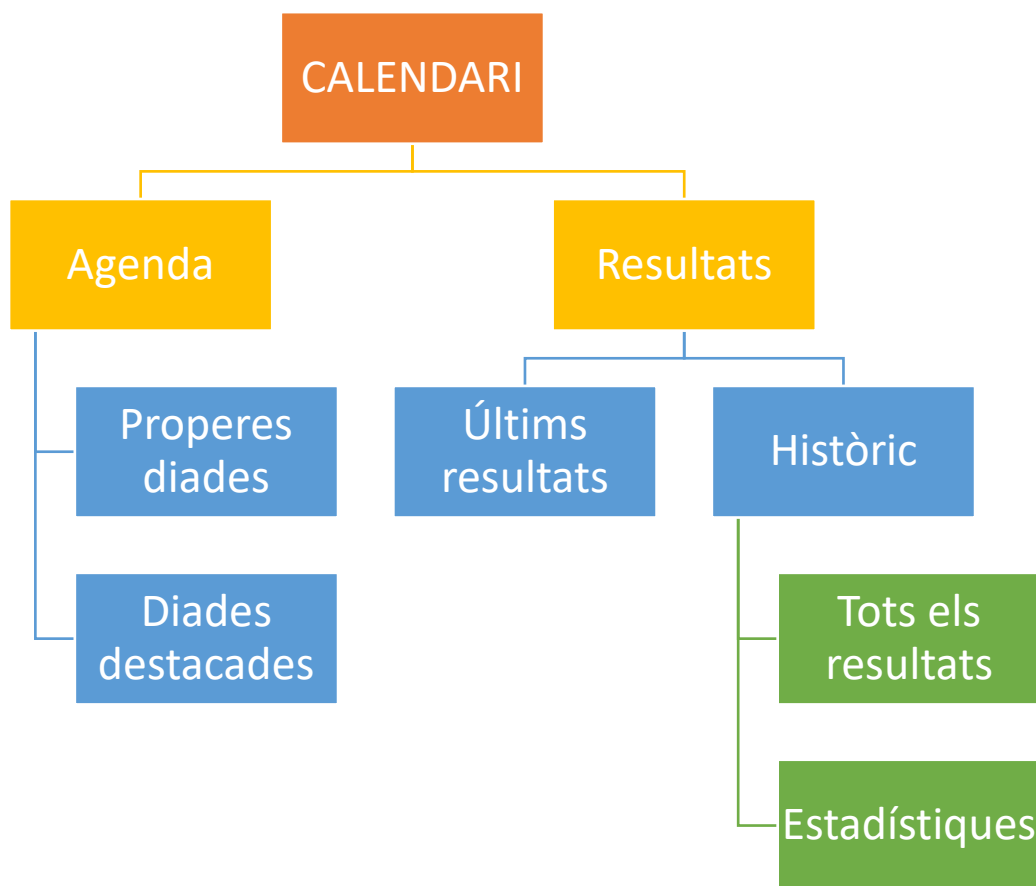 CALENDARI
Agenda
Resultats
Properes
diades
Últims
resultats
Històric
Diades
destacades
Tots els
resultats
Estadístiques